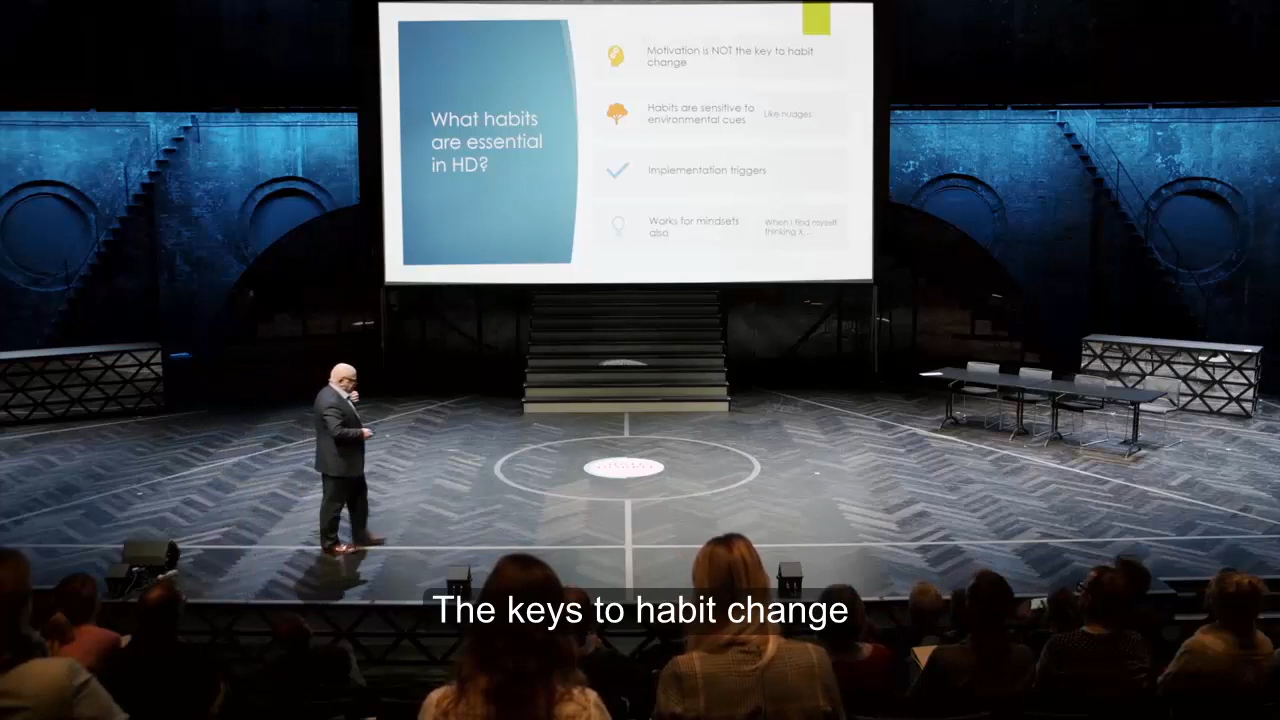 What habits
are essential
in HD?
Motivation is NOT the key to habit
change
Habits are sensitive to
environmental cues
Like nudges
Implementation triggers
Works for mindsets
also
When I find myself
thinking X...
The keys to habit change